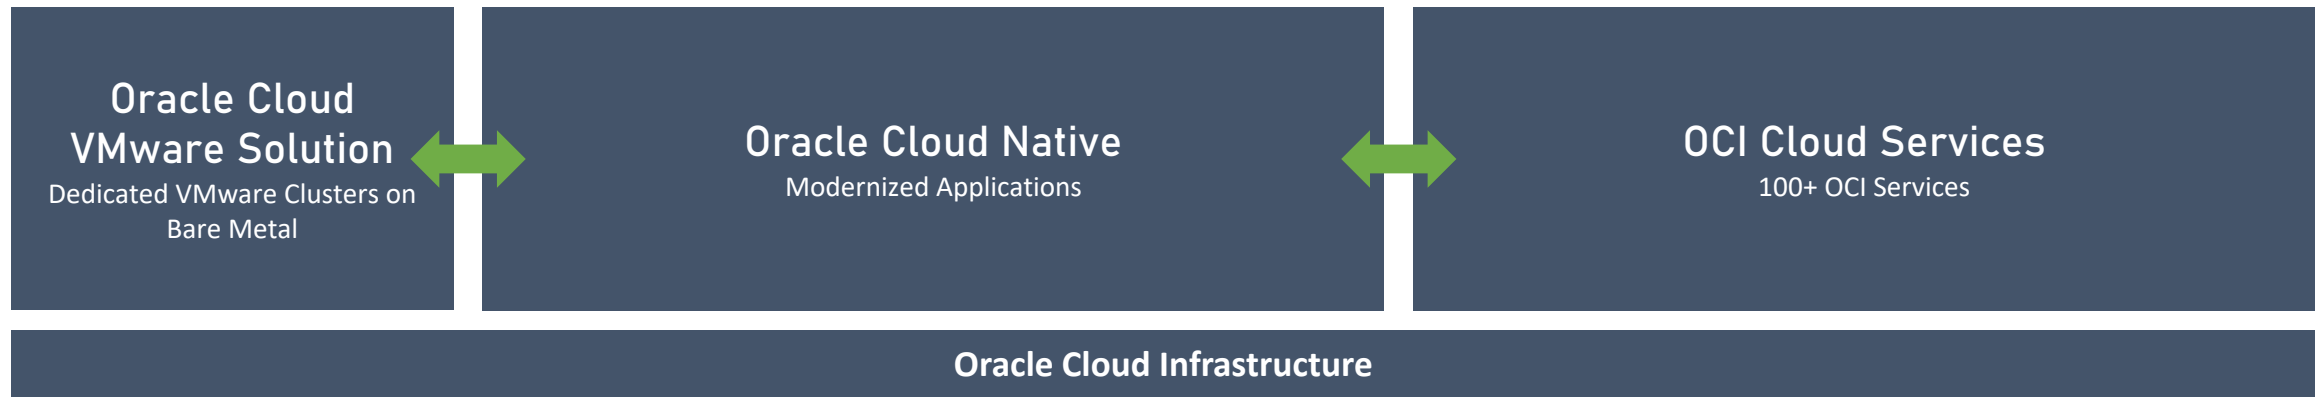 Oracle Cloud
VMware Solution
Dedicated VMware Clusters on
Bare Metal
Oracle Cloud Native
Modernized Applications
OCI Cloud Services
100+ OCI Services
Oracle Cloud Infrastructure